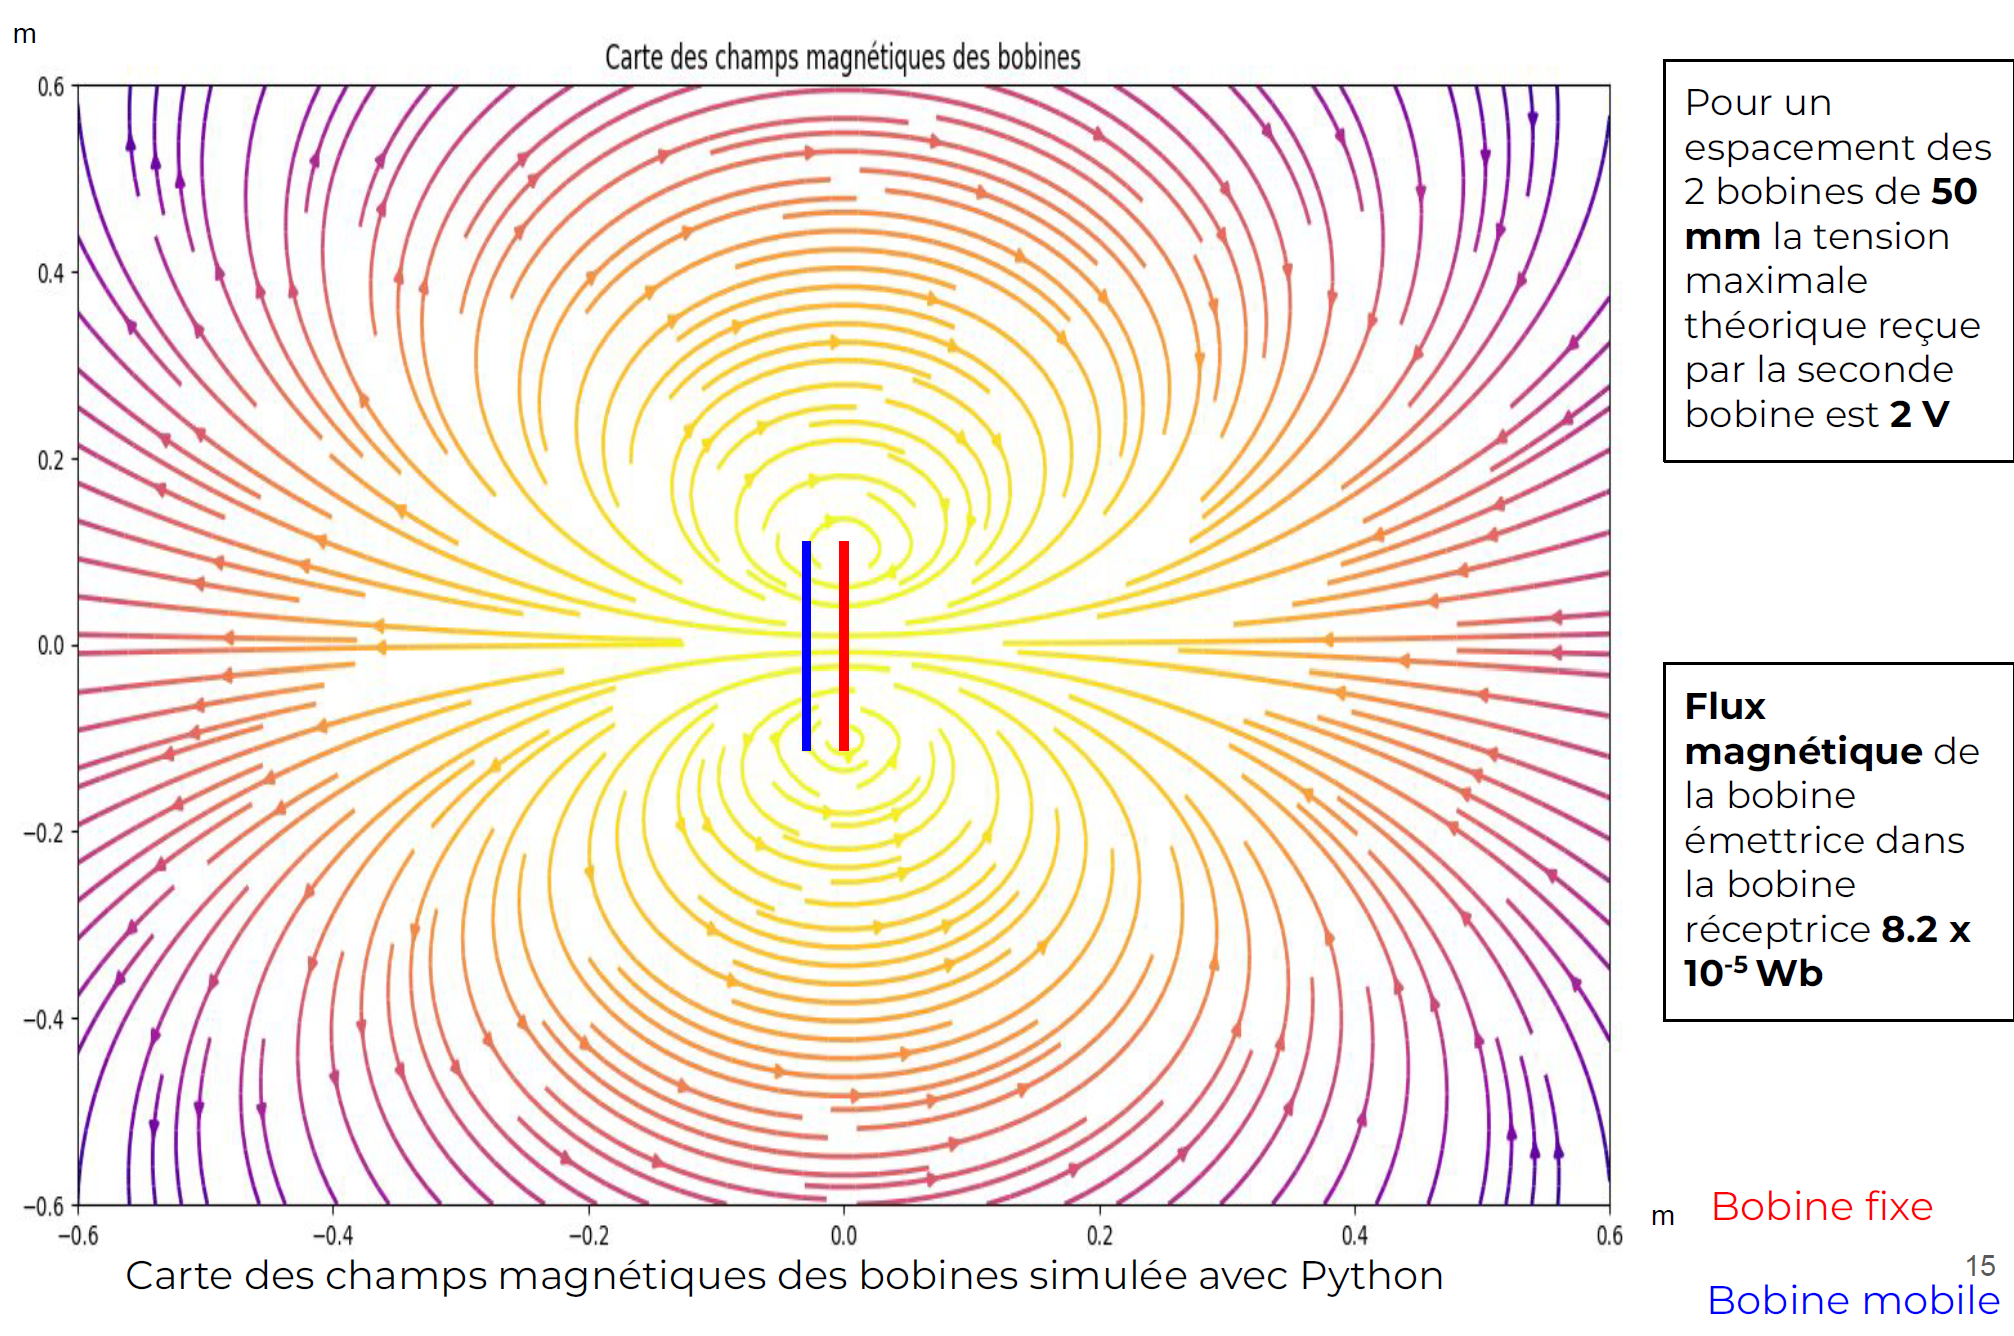 m
Carte des champs magnétiques des bobines
0.6
0.4
0.2
0.0
−0.2
−0.4
−0.6
−0.6
−0.4
−0.2
0.0
0.2
0.4
0.6
m
Carte des champs magnétiques des bobines simulée avec Python
Pour un
espacement des
2 bobines de 50
mm la tension
maximale
théorique reçue
par la seconde
bobine est 2 V
Flux
magnétique de
la bobine
émettrice dans
la bobine
réceptrice 8.2 x
10⁻⁵ Wb
Bobine fixe
15
Bobine mobile